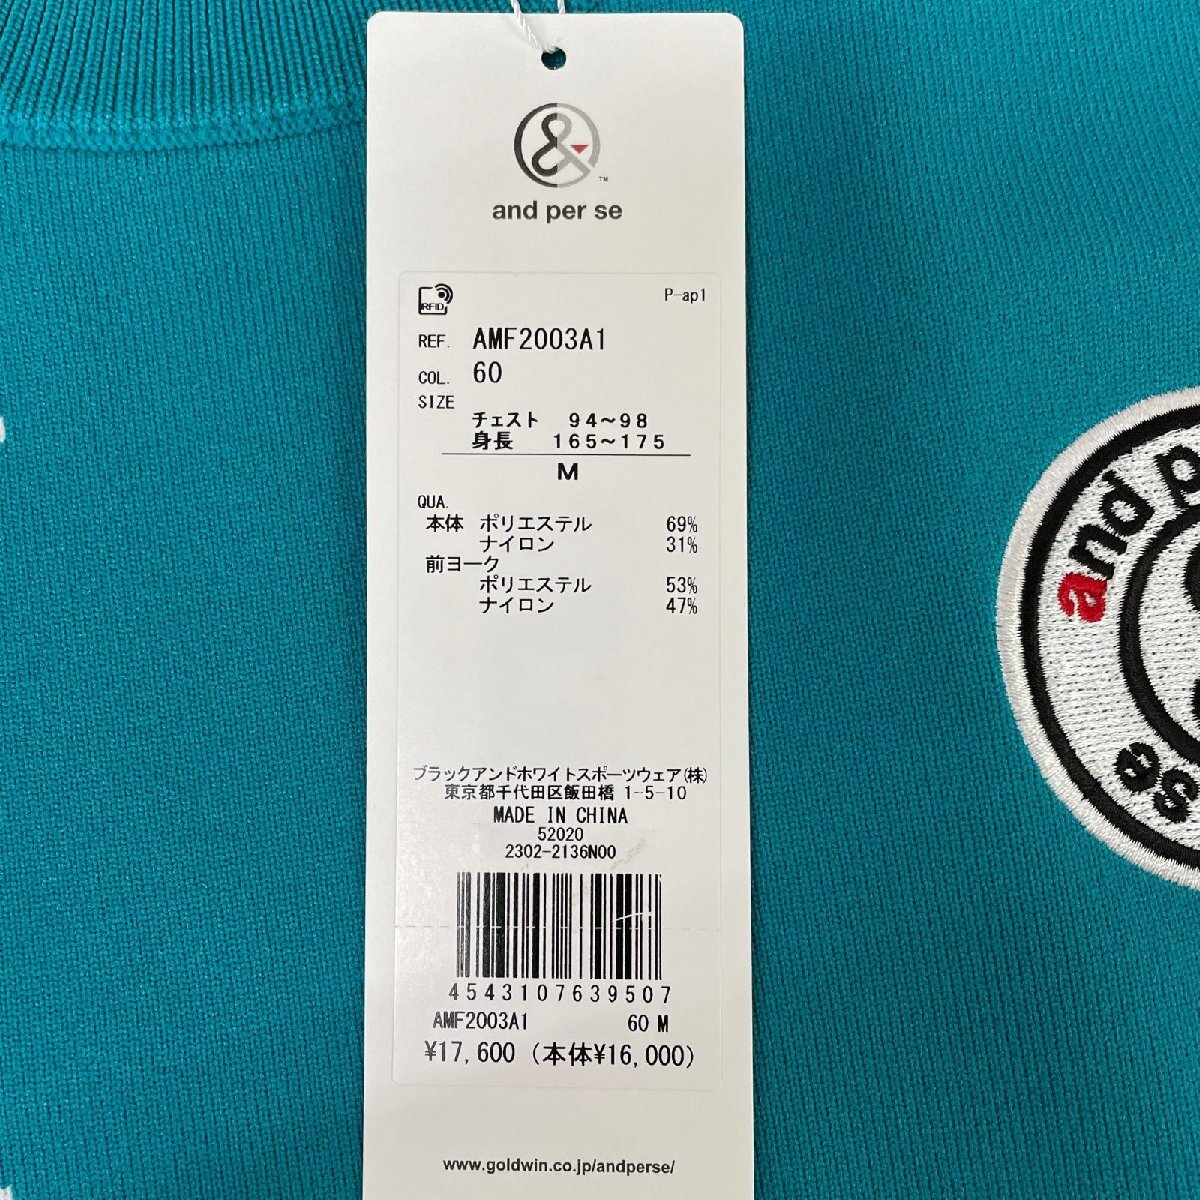 &
TM
and per se
RFID
P-ap1
REF. AMF2003A1
COL. 60
SIZE
チェスト 94～98
身長 165～175
M
QUA.
本体 ポリエステル 69%
ナイロン 31%
前ヨーク
ポリエステル 53%
ナイロン 47%
ブラックアンドホワイトスポーツウェア(株)
東京都千代田区飯田橋 1-5-10
MADE IN CHINA
52020
2302-2136N00
4543107639507
AMF2003A1 60 M
¥17,600 (本体¥16,000)
www.goldwin.co.jp/andperse/
and p
se